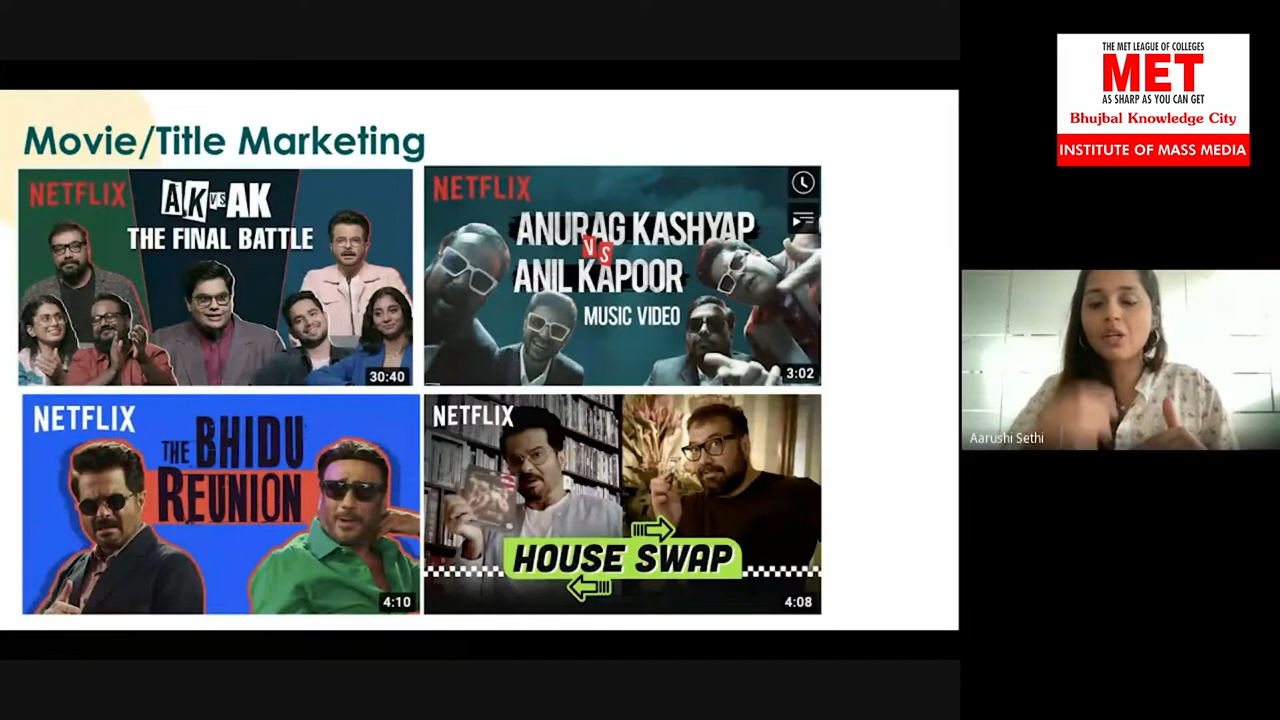 Movie/Title Marketing
NETFLIX
AK VS AK
THE FINAL BATTLE
30:40
NETFLIX
ANURAG KASHYAP
VS
ANIL KAPOOR
MUSIC VIDEO
3:02
NETFLIX
THE BHIDU
REUNION
4:10
NETFLIX
HOUSE SWAP
4:08
THE MET LEAGUE OF COLLEGES
MET
AS SHARP AS YOU CAN GET
Bhujbal Knowledge City
INSTITUTE OF MASS MEDIA
Aarushi Sethi